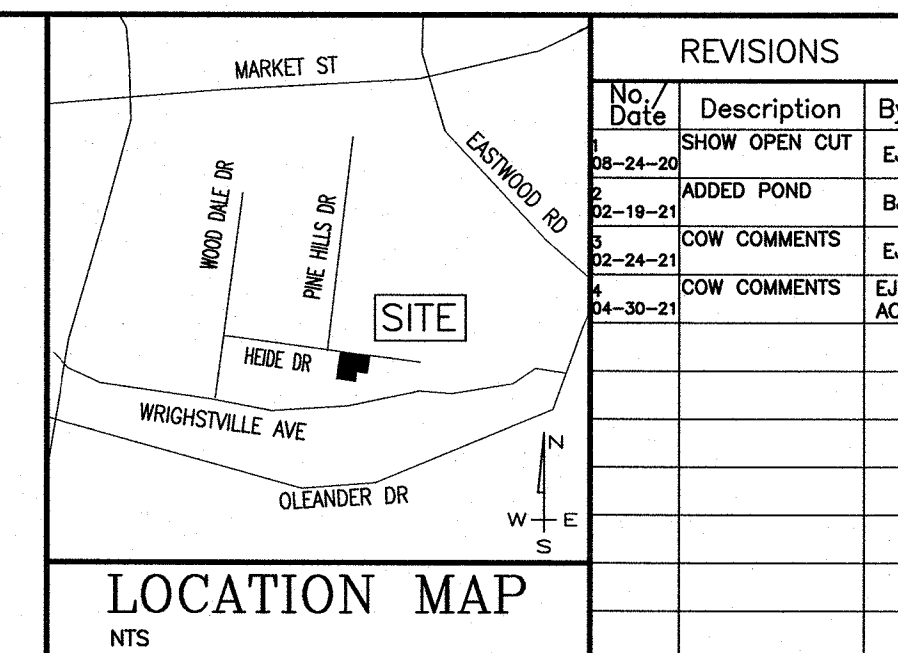 MARKET ST
EASTWOOD RD
WOOD DALE DR
PINE HILLS DR
SITE
HEIDE DR
WRIGHSTVILLE AVE
OLEANDER DR
N
W E
S
LOCATION MAP
NTS
REVISIONS
No./
Date
Description
1
08-24-20
SHOW OPEN CUT
2
02-19-21
ADDED POND
3
02-24-21
COW COMMENTS
4
04-30-21
COW COMMENTS
EJ